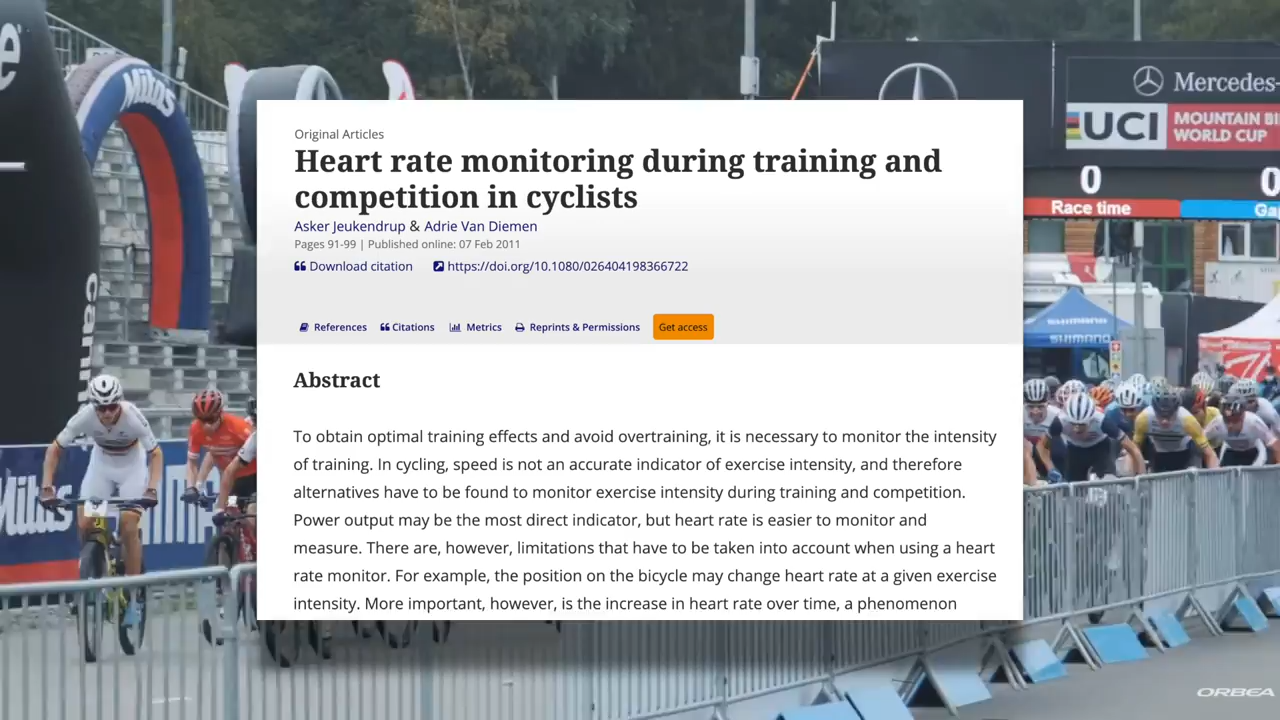 Original Articles
Heart rate monitoring during training and
competition in cyclists
Asker Jeukendrup & Adrie Van Diemen
Pages 91-99 | Published online: 07 Feb 2011
Download citation https://doi.org/10.1080/026404198366722
References Citations Metrics Reprints & Permissions Get access
Abstract
To obtain optimal training effects and avoid overtraining, it is necessary to monitor the intensity
of training. In cycling, speed is not an accurate indicator of exercise intensity, and therefore
alternatives have to be found to monitor exercise intensity during training and competition.
Power output may be the most direct indicator, but heart rate is easier to monitor and
measure. There are, however, limitations that have to be taken into account when using a heart
rate monitor. For example, the position on the bicycle may change heart rate at a given exercise
intensity. More important, however, is the increase in heart rate over time, a phenomenon
Mitas
Mercedes-
UCI
MOUNTAIN BI
WORLD CUP
0 0
Race time Ga
SHIMANO
Mitas
ORBEA